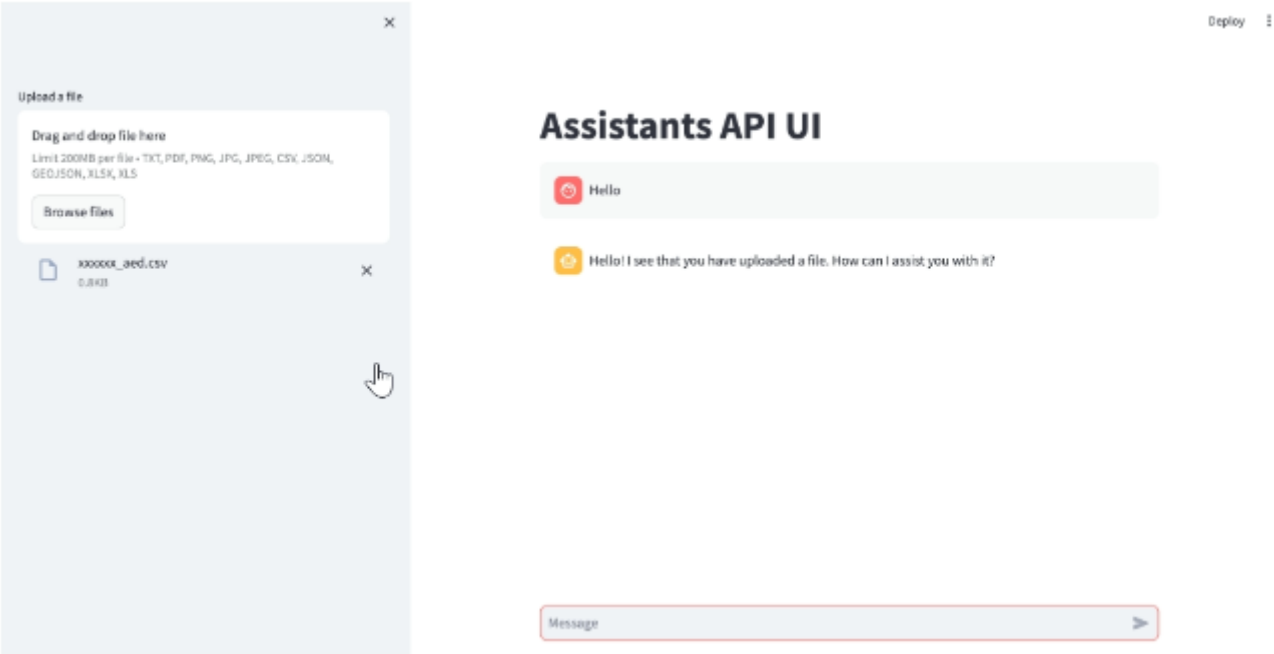 Deploy
Upload a file
Drag and drop file here
Limit 200MB per file • TXT, PDF, PNG, JPG, JPEG, CSV, JSON,
GEOJSON, XLSX, XLS
Browse files
xxxxxx_aed.csv
0.8KB
Assistants API UI
Hello
Hello! I see that you have uploaded a file. How can I assist you with it?
Message